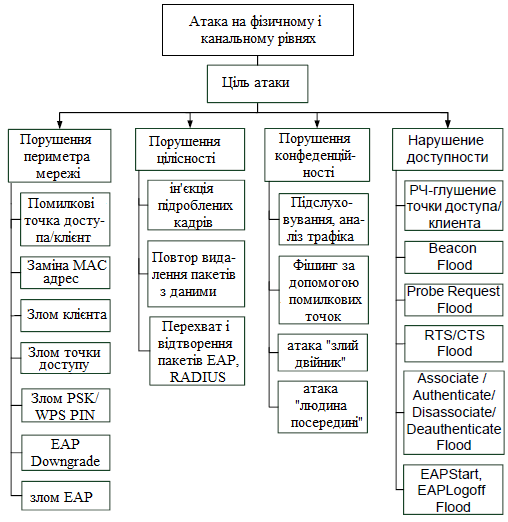 Атака на фізичному і
канальному рівнях
Ціль атаки
Порушення
периметра
мережі
Помилкові
точка досту-
па/клієнт
Заміна MAC
адрес
Злом клієнта
Злом точки
доступу
Злом PSK/
WPS PIN
EAP
Downgrade
злом EAP
Порушення
цілісності
ін'єкція
підроблених
кадрів
Повтор вида-
лення пакетів
з даними
Перехват і
відтворення
пакетів EAP,
RADIUS
Порушення
конфеденцій-
ності
Підслухо-
вування, ана-
ліз трафіка
Фішинг за
допомогою
помилкових
точок
атака "злий
двійник"
атака
"людина
посередині"
Нарушение
доступности
РЧ-глушение
точки доступа/
клиента
Beacon
Flood
Probe Request
Flood
RTS/CTS
Flood
Associate /
Authenticate/
Disassociate/
Deauthenticate
Flood
EAPStart,
EAPLogoff
Flood